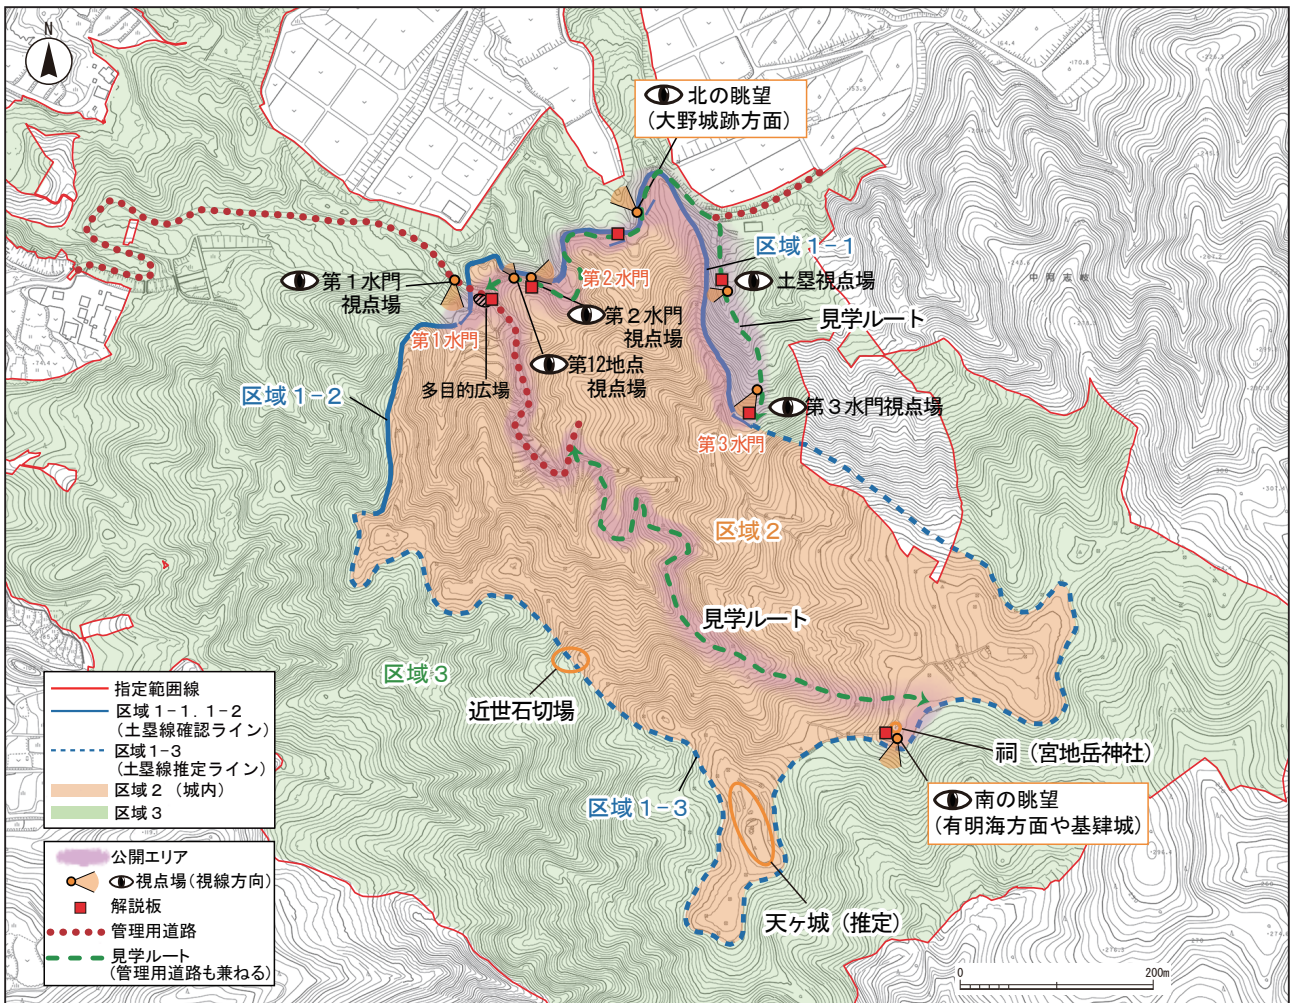 N
北の眺望
(大野城跡方面)
区域1-1
第1水門
視点場
第2水門
土塁視点場
見学ルート
第2水門
視点場
第1水門
第12地点
視点場
多目的広場
区域1-2
第3水門視点場
第3水門
区域2
見学ルート
区域3
近世石切場
祠(宮地岳神社)
区域1-3
南の眺望
(有明海方面や基肄城)
天ヶ城(推定)
指定範囲線
区域1-1、1-2
(土塁線確認ライン)
区域1-3
(土塁線推定ライン)
区域2(城内)
区域3
公開エリア
視点場(視線方向)
解説板
管理用道路
見学ルート
(管理用道路も兼ねる)
0
200m